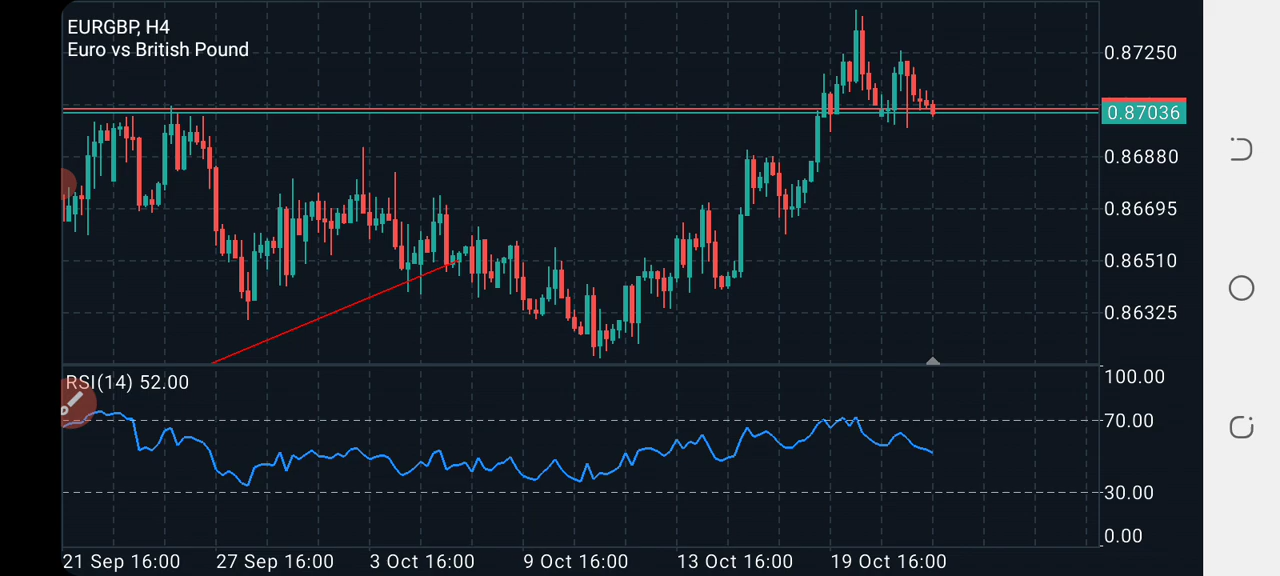 EURGBP, H4
Euro vs British Pound
0.87250
0.87036
0.86880
0.86695
0.86510
0.86325
RSI(14) 52.00
100.00
70.00
30.00
0.00
21 Sep 16:00 27 Sep 16:00 3 Oct 16:00 9 Oct 16:00 13 Oct 16:00 19 Oct 16:00